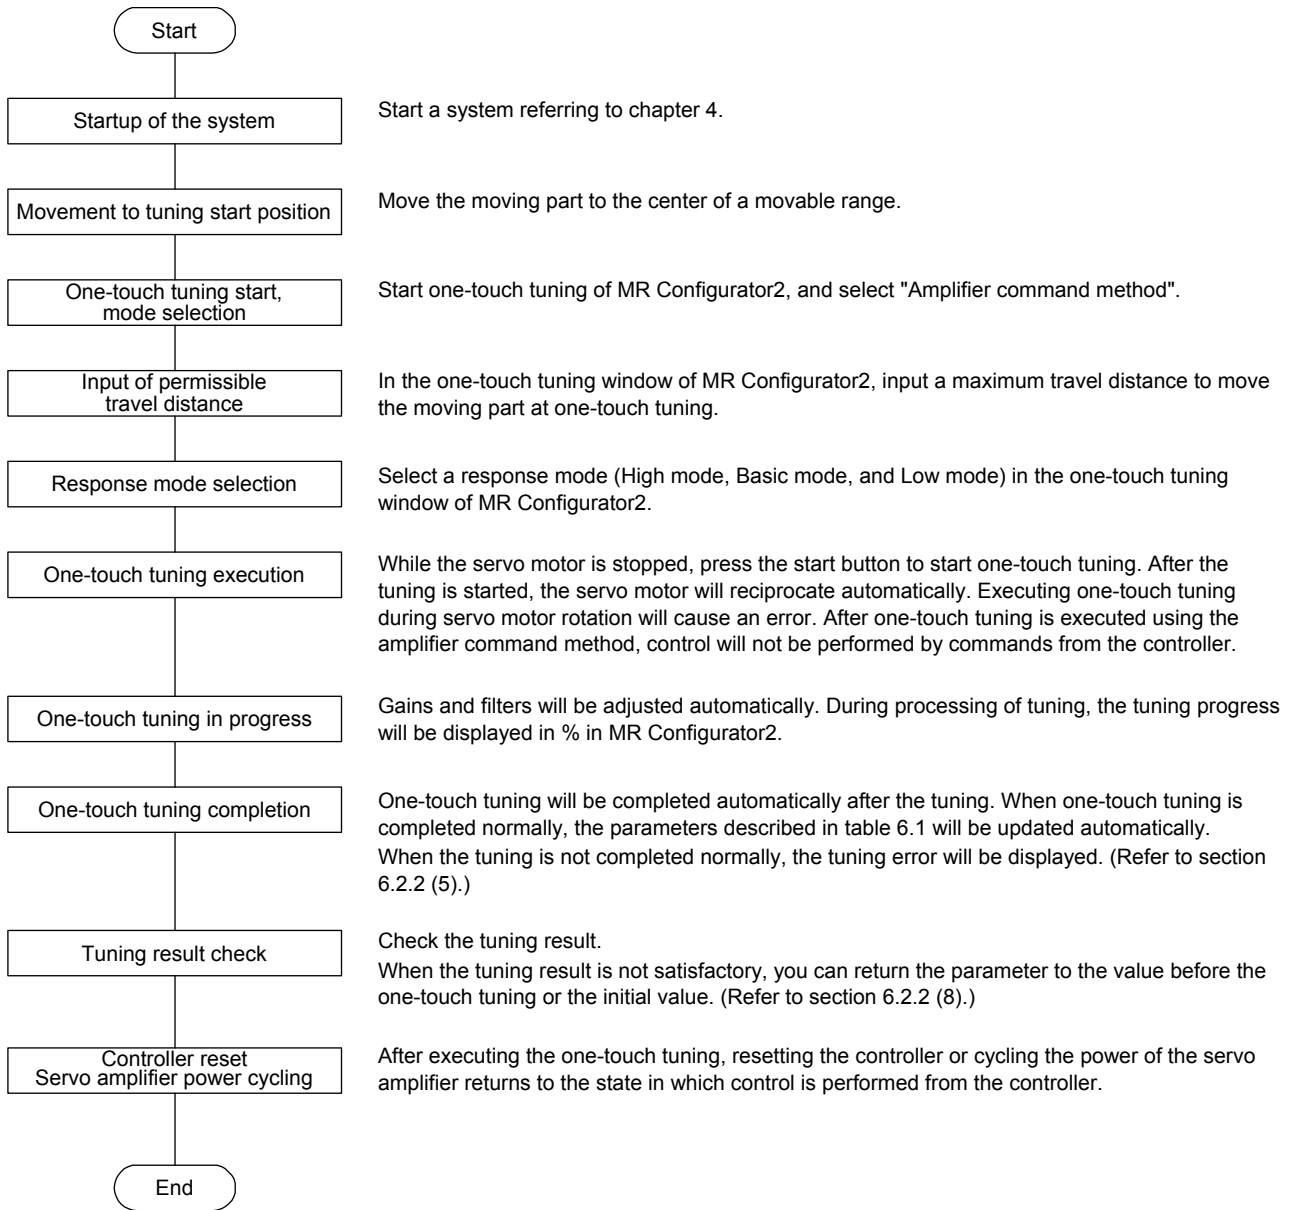 Start
Startup of the system
Start a system referring to chapter 4.
Movement to tuning start position
Move the moving part to the center of a movable range.
One-touch tuning start,
mode selection
Start one-touch tuning of MR Configurator2, and select "Amplifier command method".
Input of permissible
travel distance
In the one-touch tuning window of MR Configurator2, input a maximum travel distance to move
the moving part at one-touch tuning.
Response mode selection
Select a response mode (High mode, Basic mode, and Low mode) in the one-touch tuning
window of MR Configurator2.
One-touch tuning execution
While the servo motor is stopped, press the start button to start one-touch tuning. After the
tuning is started, the servo motor will reciprocate automatically. Executing one-touch tuning
during servo motor rotation will cause an error. After one-touch tuning is executed using the
amplifier command method, control will not be performed by commands from the controller.
One-touch tuning in progress
Gains and filters will be adjusted automatically. During processing of tuning, the tuning progress
will be displayed in % in MR Configurator2.
One-touch tuning completion
One-touch tuning will be completed automatically after the tuning. When one-touch tuning is
completed normally, the parameters described in table 6.1 will be updated automatically.
When the tuning is not completed normally, the tuning error will be displayed. (Refer to section
6.2.2 (5).)
Tuning result check
Check the tuning result.
When the tuning result is not satisfactory, you can return the parameter to the value before the
one-touch tuning or the initial value. (Refer to section 6.2.2 (8).)
Controller reset
Servo amplifier power cycling
After executing the one-touch tuning, resetting the controller or cycling the power of the servo
amplifier returns to the state in which control is performed from the controller.
End